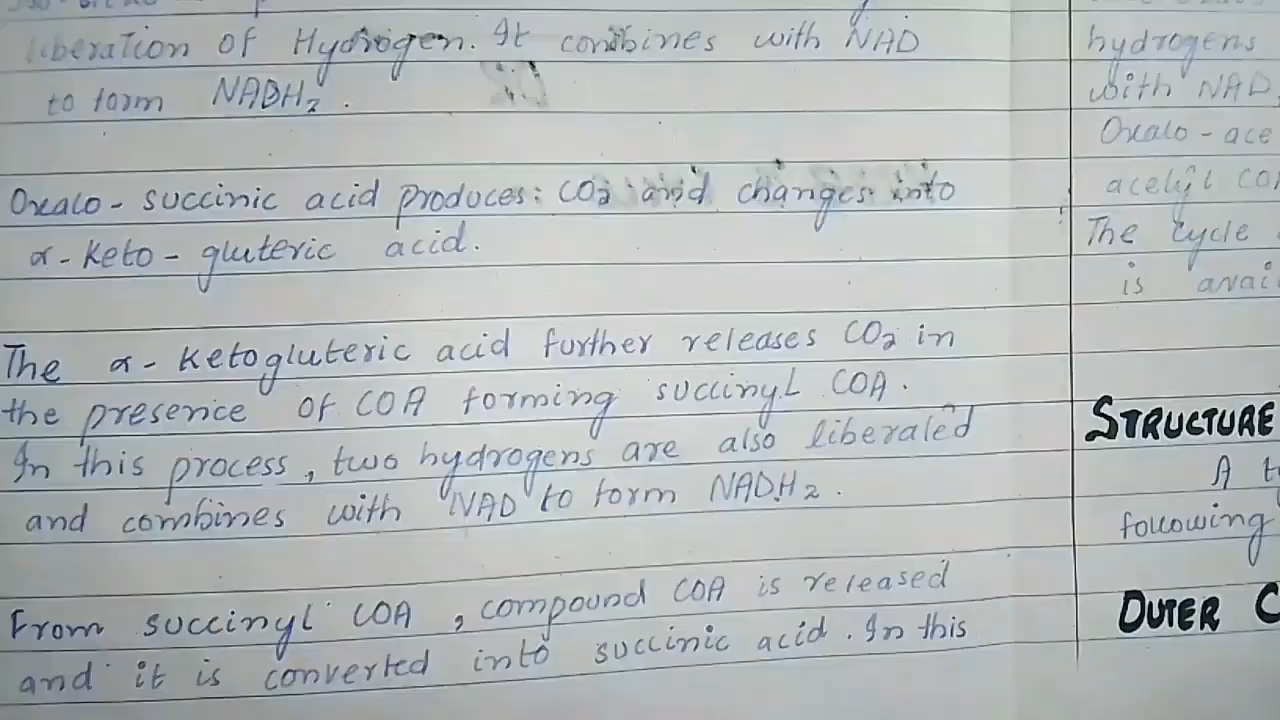 liberation of Hydrogen. It combines with NAD
to form NADH2.
Oxalo - succinic acid produces: CO2 and changes into
α - keto - gluteric acid.
The α - ketogluteric acid further releases CO2 in
the presence of COA forming succinyl COA.
In this process, two hydrogens are also liberated
and combines with NAD to form NADH2.
From succinyl COA, compound COA is released
and it is converted into succinic acid. In this
hydrogens
with NAD
Oxalo - ace
acetyl CO
The cycle
is avai
STRUCTURE
A t
following
OUTER C